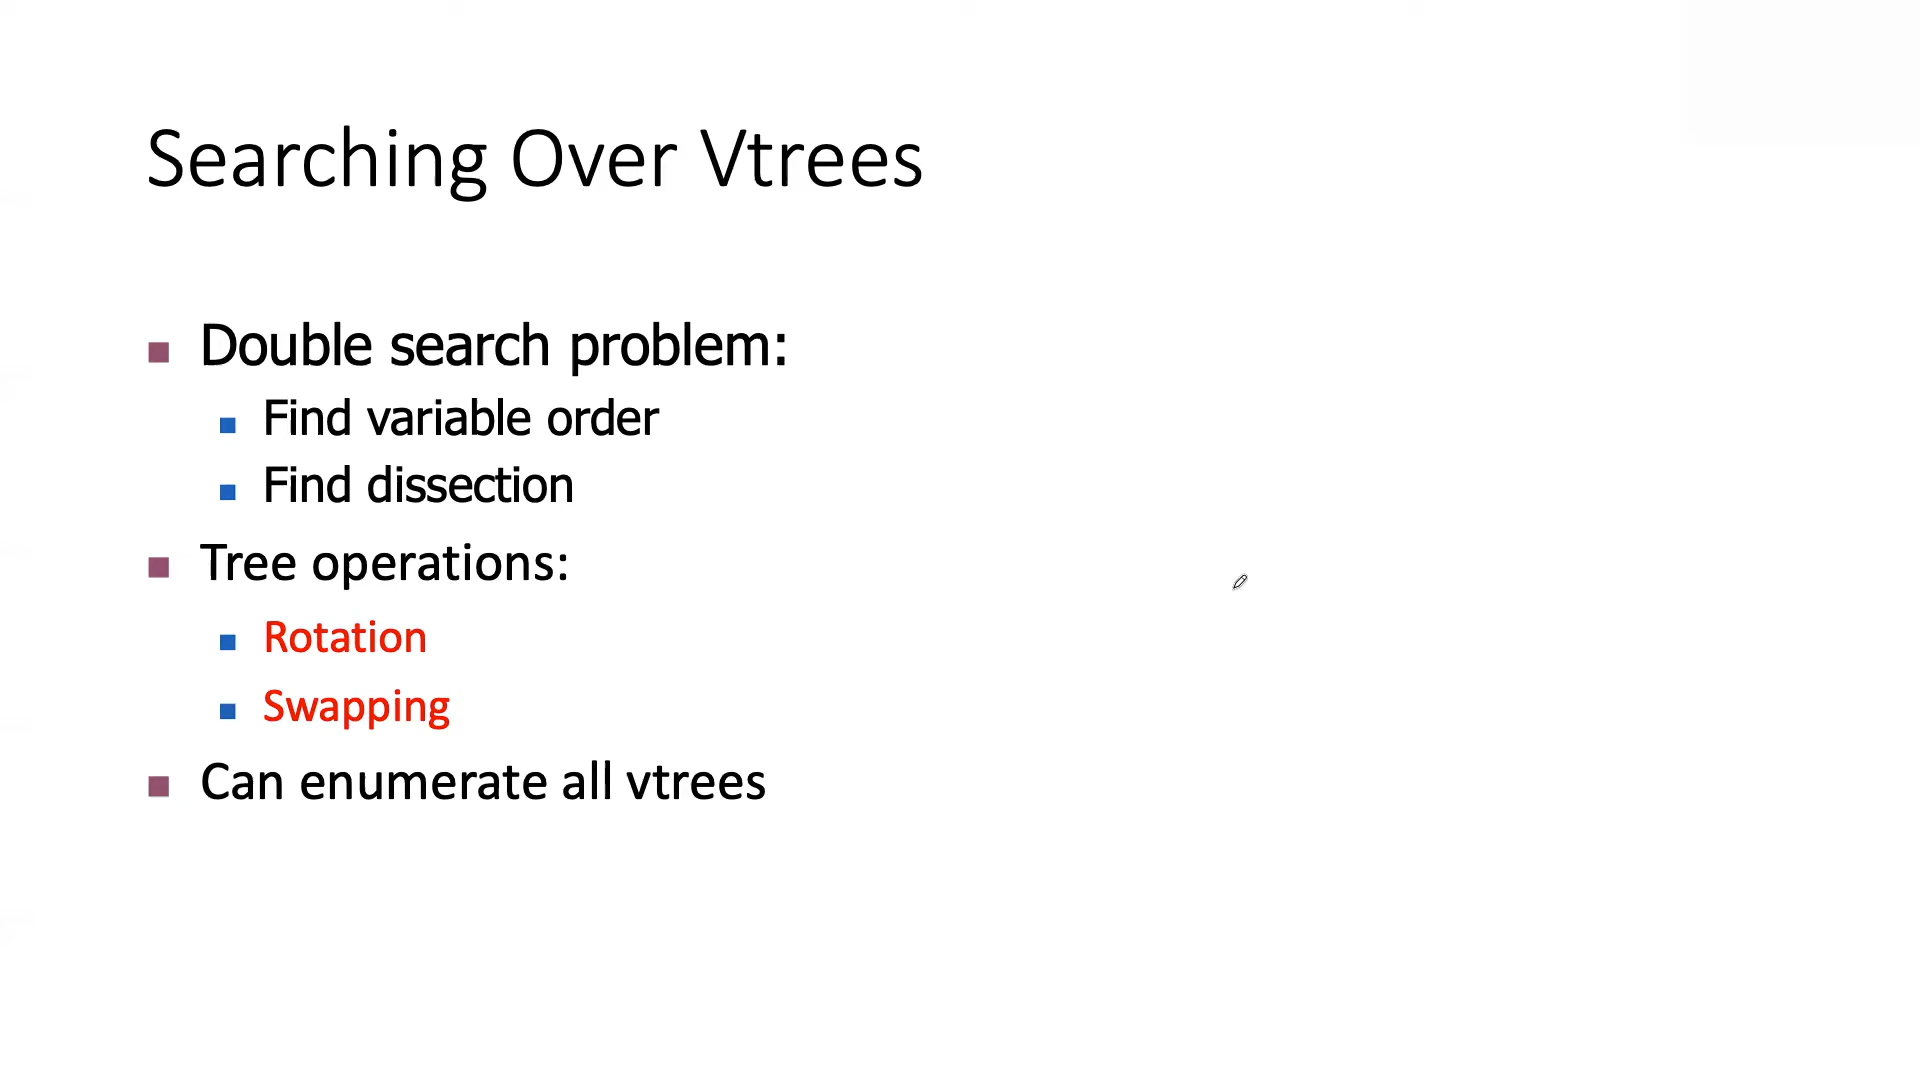 Searching Over Vtrees
Double search problem:
Find variable order
Find dissection
Tree operations:
Rotation
Swapping
Can enumerate all vtrees